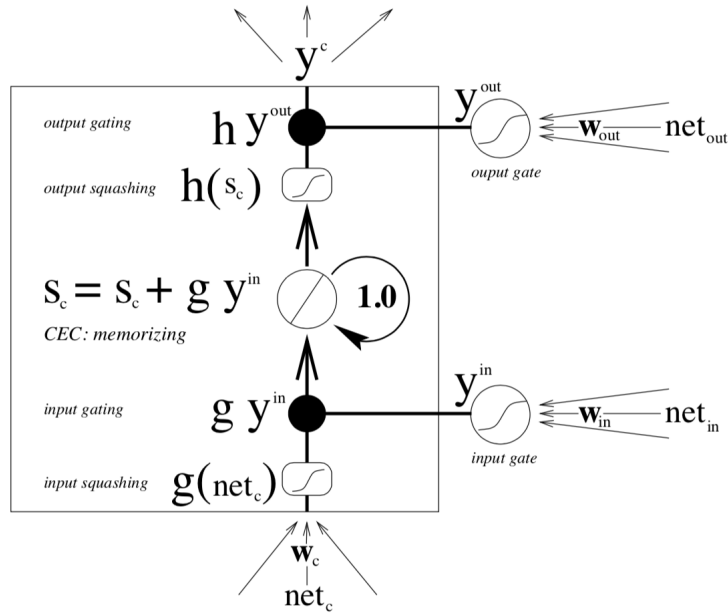 y^c
output gating
h y^out
y^out
w_out
net_out
ouput gate
output squashing
h(s_c)
s_c = s_c + g y^in
1.0
CEC: memorizing
input gating
g y^in
y^in
w_in
net_in
input gate
input squashing
g(net_c)
w_c
net_c